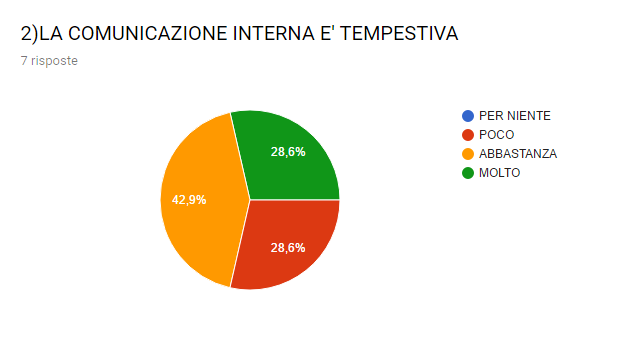 2)LA COMUNICAZIONE INTERNA E' TEMPESTIVA
7 risposte
28,6%
42,9%
28,6%
PER NIENTE
POCO
ABBASTANZA
MOLTO